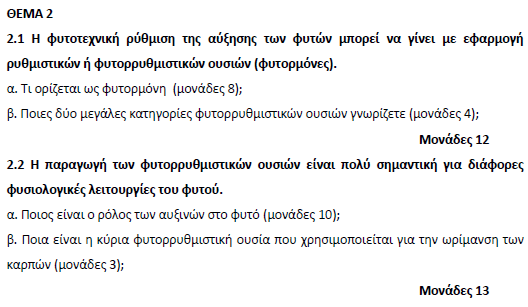 ΘΕΜΑ 2
2.1 Η φυτοτεχνική ρύθμιση της αύξησης των φυτών μπορεί να γίνει με εφαρμογή
ρυθμιστικών ή φυτορρυθμιστικών ουσιών (φυτορμόνες).
α. Τι ορίζεται ως φυτορμόνη (μονάδες 8);
β. Ποιες δύο μεγάλες κατηγορίες φυτορρυθμιστικών ουσιών γνωρίζετε (μονάδες 4);
Μονάδες 12
2.2 Η παραγωγή των φυτορρυθμιστικών ουσιών είναι πολύ σημαντική για διάφορες
φυσιολογικές λειτουργίες του φυτού.
α. Ποιος είναι ο ρόλος των αυξινών στο φυτό (μονάδες 10);
β. Ποια είναι η κύρια φυτορρυθμιστική ουσία που χρησιμοποιείται για την ωρίμανση των
καρπών (μονάδες 3);
Μονάδες 13